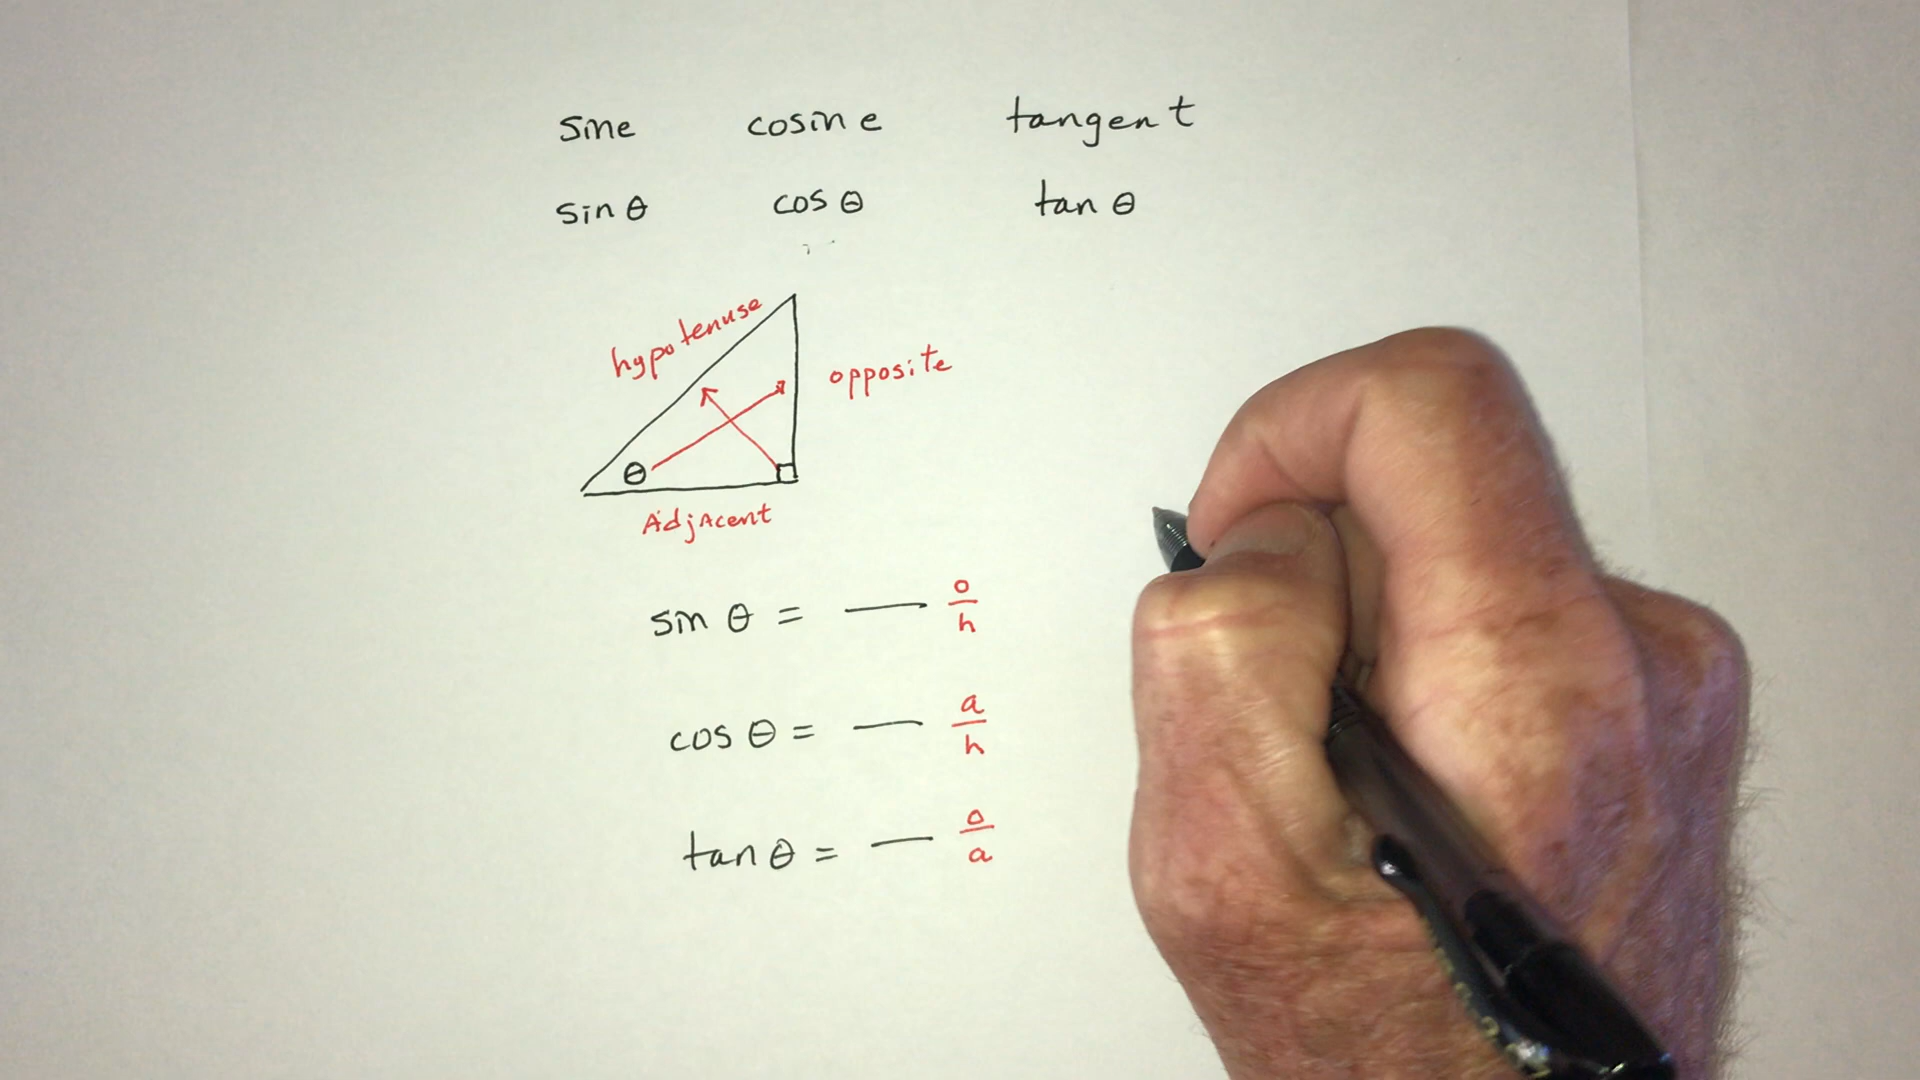 sine cosine tangent
sin θ cos θ tan θ
hypotenuse
opposite
θ
Adjacent
sin θ = — o/h
cos θ = — a/h
tan θ = — o/a